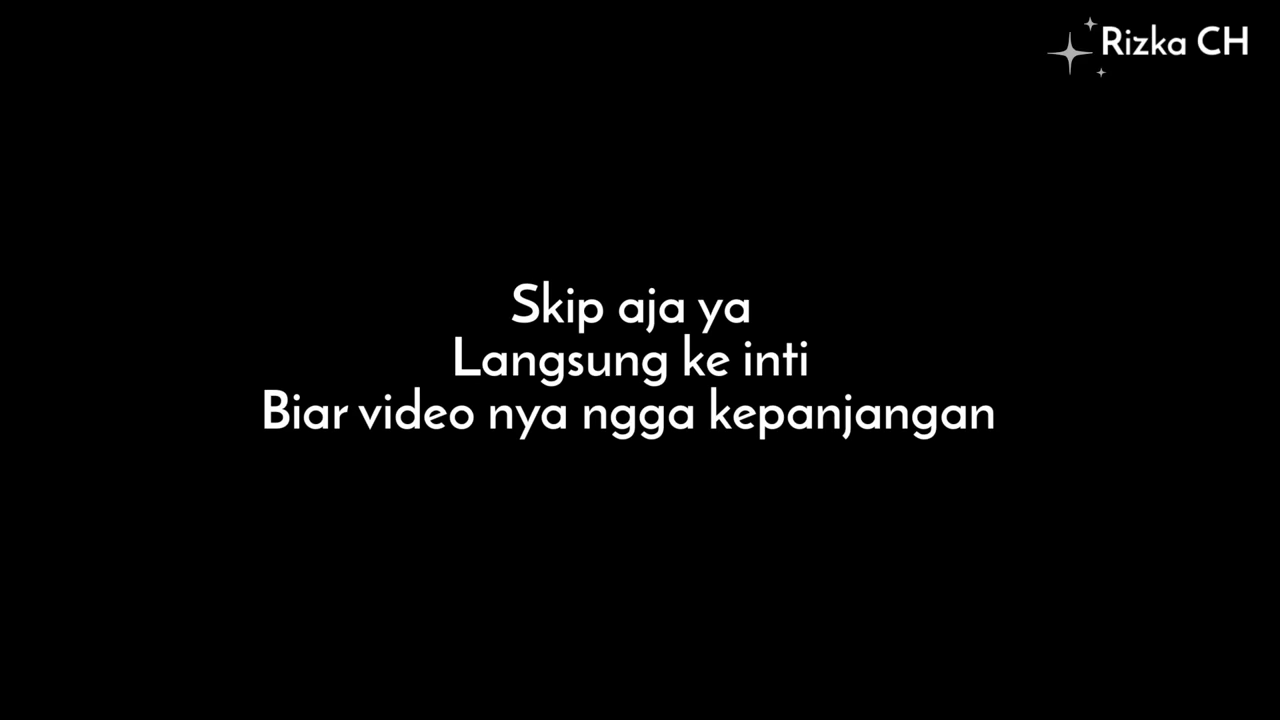 Rizka CH
Skip aja ya
Langsung ke inti
Biar video nya ngga kepanjangan